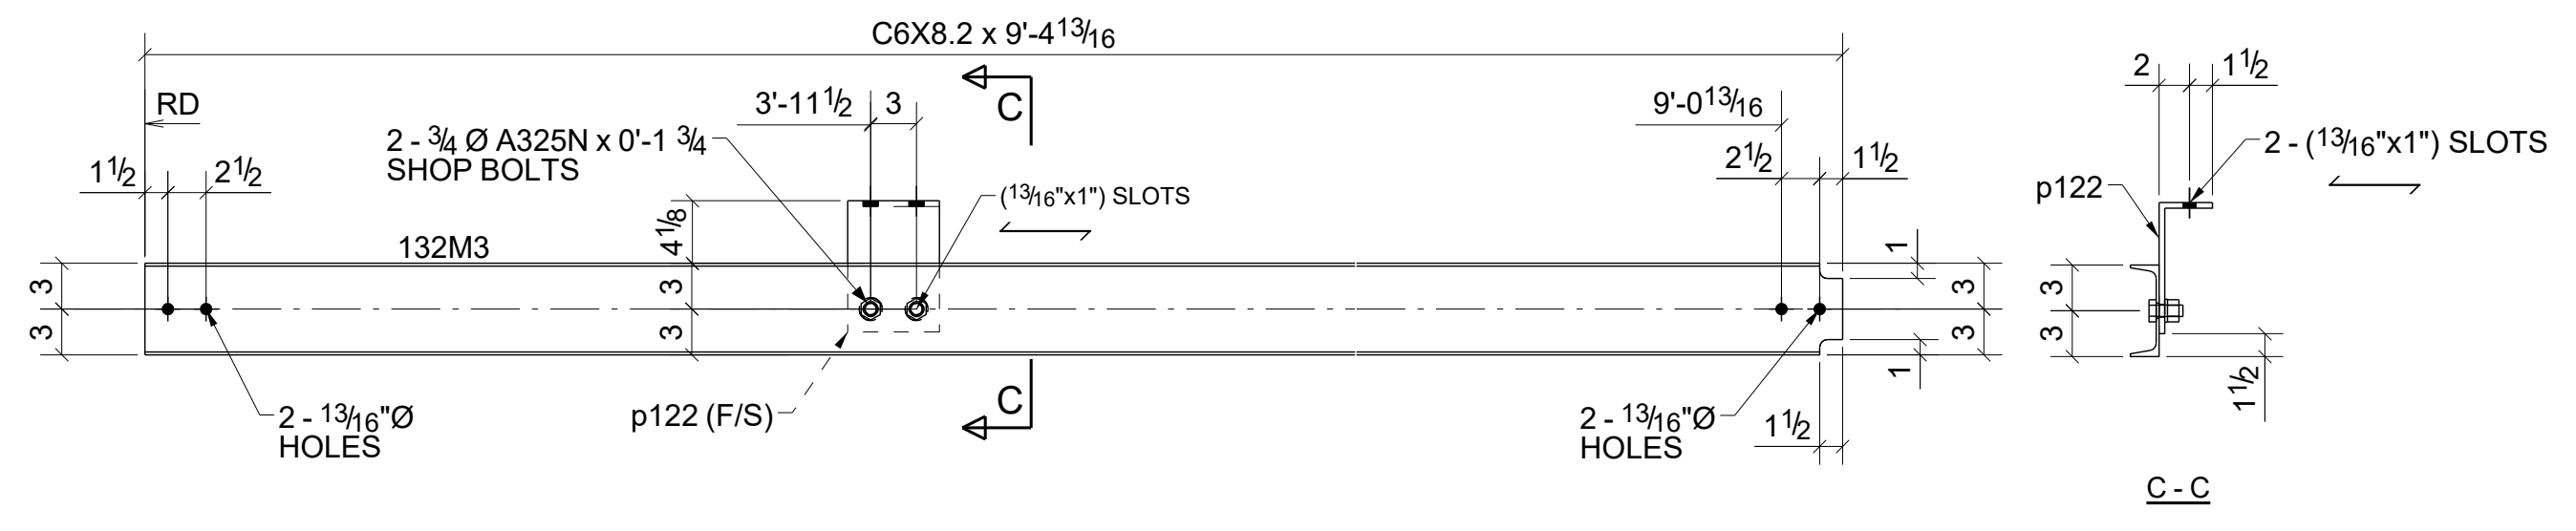 C6X8.2 x 9'-4 13/16
RD
3'-11 1/2
3
C
9'-0 13/16
2
1 1/2
2 - 3/4 Ø A325N x 0'-1 3/4
SHOP BOLTS
2 - (13/16"x1") SLOTS
1 1/2
2 1/2
2 1/2
1 1/2
p122
(13/16"x1") SLOTS
4 1/8
132M3
1
3
3
3
3
3
3
3
3
1
1 1/2
C
p122 (F/S)
2 - 13/16"Ø
HOLES
2 - 13/16"Ø
HOLES
1 1/2
C - C